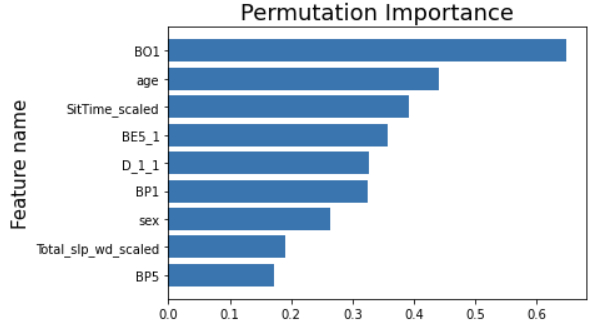 Permutation Importance
Feature name
BO1
age
SitTime_scaled
BE5_1
D_1_1
BP1
sex
Total_slp_wd_scaled
BP5
0.0 0.1 0.2 0.3 0.4 0.5 0.6